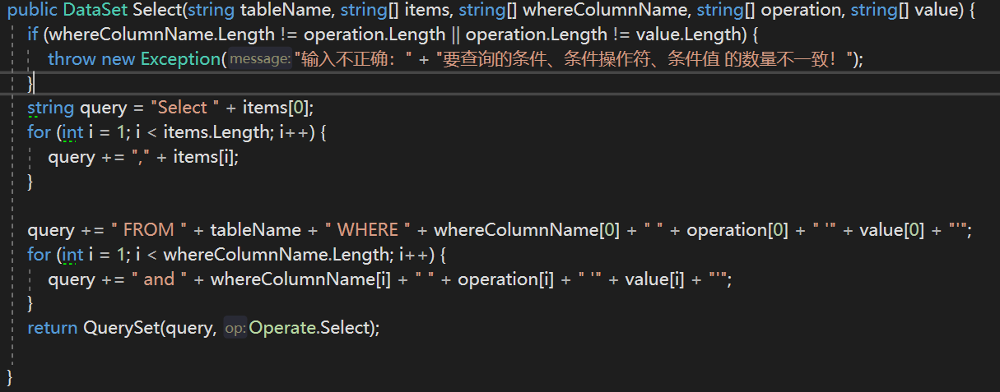 public DataSet Select(string tableName, string[] items, string[] whereColumnName, string[] operation, string[] value) {
if (whereColumnName.Length != operation.Length || operation.Length != value.Length) {
throw new Exception(message:"输入不正确：" + "要查询的条件、条件操作符、条件值 的数量不一致！");
}
string query = "Select " + items[0];
for (int i = 1; i < items.Length; i++) {
query += "," + items[i];
}
query += " FROM " + tableName + " WHERE " + whereColumnName[0] + " " + operation[0] + " '" + value[0] + "'";
for (int i = 1; i < whereColumnName.Length; i++) {
query += " and " + whereColumnName[i] + " " + operation[i] + " '" + value[i] + "'";
}
return QuerySet(query, op:Operate.Select);
}